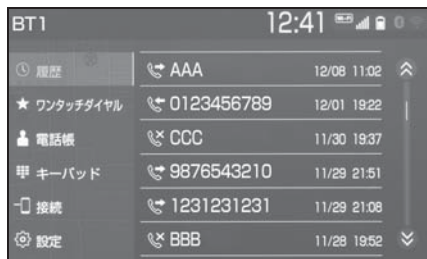 BT1 12:41 0
履歴
AAA 12/08 11:02
ワンタッチダイヤル
0123456789 12/01 19:22
電話帳
CCC 11/30 19:37
キーパッド
9876543210 11/29 21:51
接続
1231231231 11/29 21:08
設定
BBB 11/28 19:52